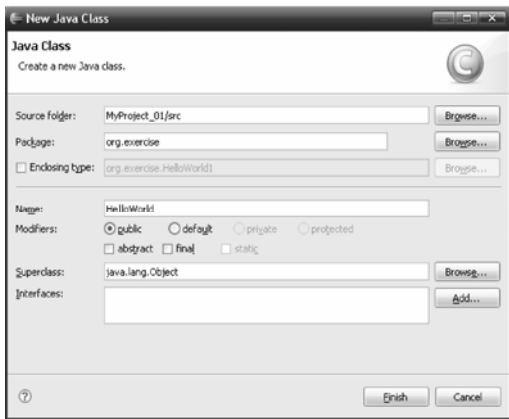 New Java Class
Java Class
Create a new Java class.
Source folder: MyProject_01/src Browse...
Package: org.exercise Browse...
Enclosing type: org.exercise.HelloWorld1 Browse...
Name: HelloWorld
Modifiers: public default private protected
abstract final static
Superclass: java.lang.Object Browse...
Interfaces: Add...
Finish Cancel